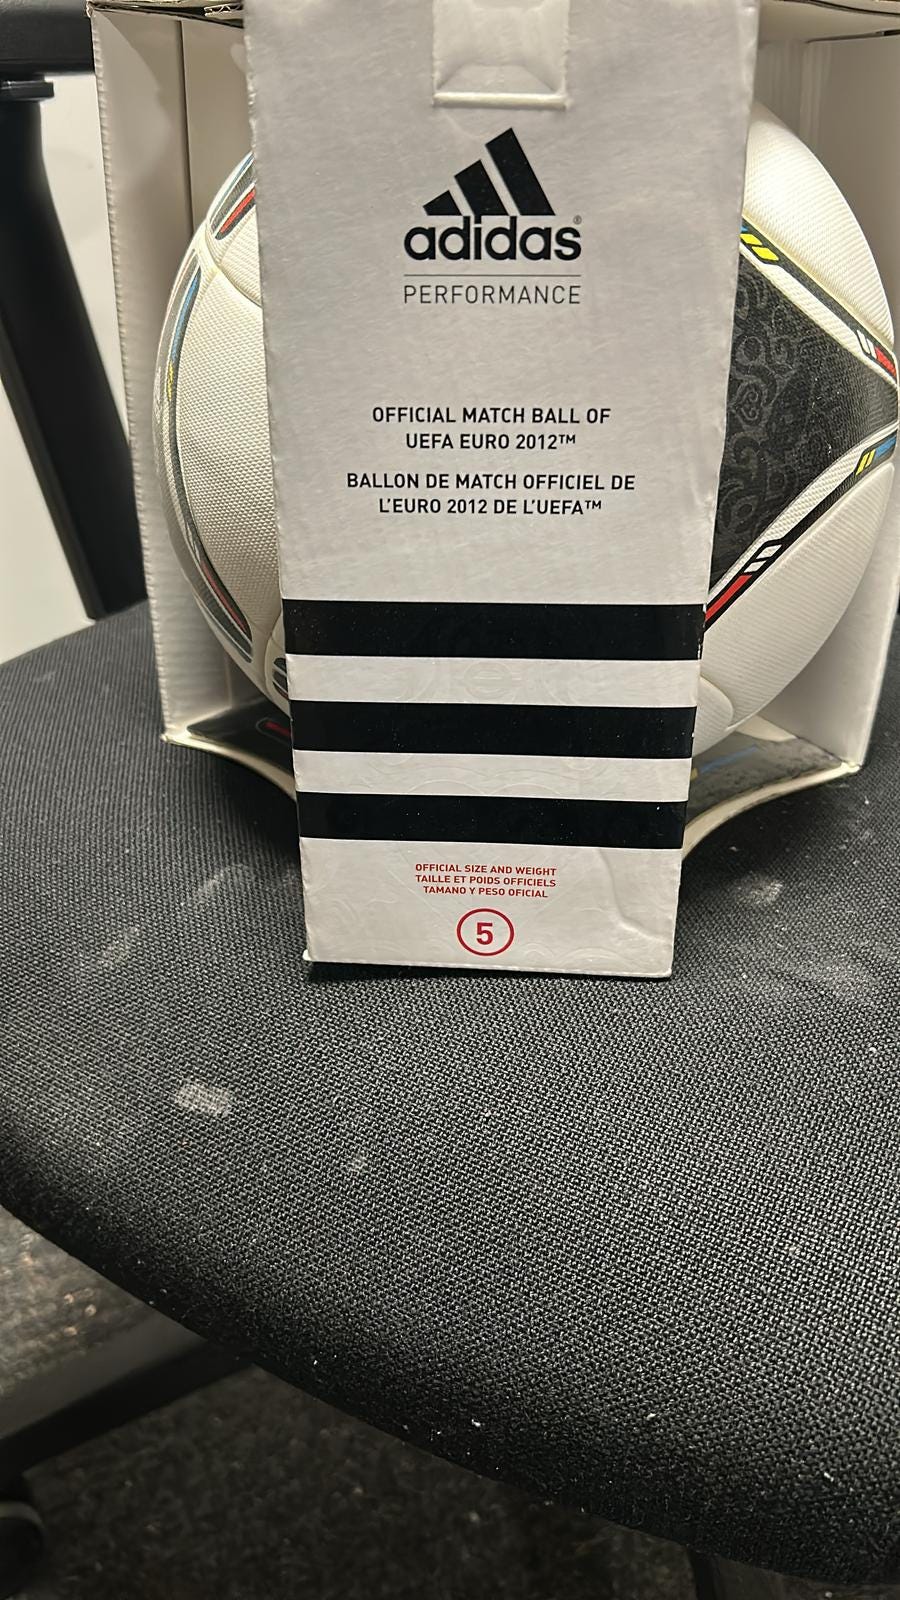 adidas®
PERFORMANCE
OFFICIAL MATCH BALL OF
UEFA EURO 2012™
BALLON DE MATCH OFFICIEL DE
L'EURO 2012 DE L'UEFA™
OFFICIAL SIZE AND WEIGHT
TAILLE ET POIDS OFFICIELS
TAMANO Y PESO OFICIAL
5